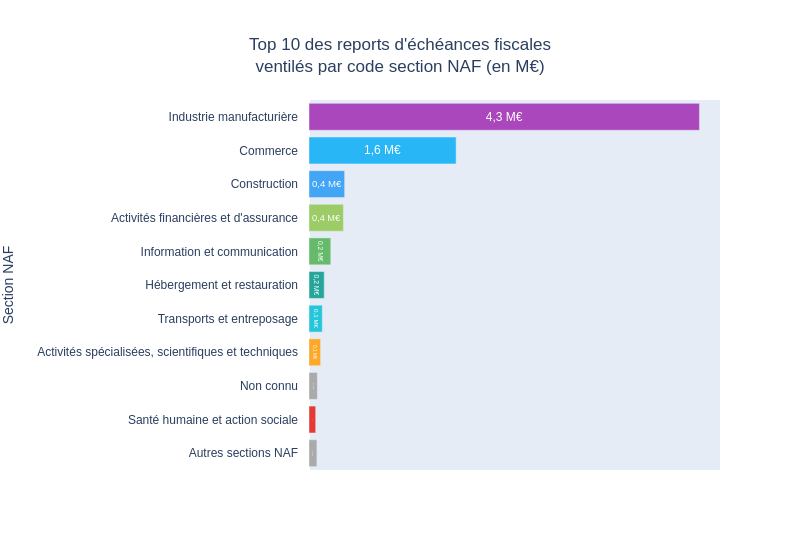 Top 10 des reports d'échéances fiscales
ventilés par code section NAF (en M€)
Section NAF
Industrie manufacturière
4,3 M€
Commerce
1,6 M€
Construction
0,4 M€
Activités financières et d'assurance
0,4 M€
Information et communication
0,2 M€
Hébergement et restauration
0,2 M€
Transports et entreposage
0,1 M€
Activités spécialisées, scientifiques et techniques
0,1 M€
Non connu
Santé humaine et action sociale
Autres sections NAF